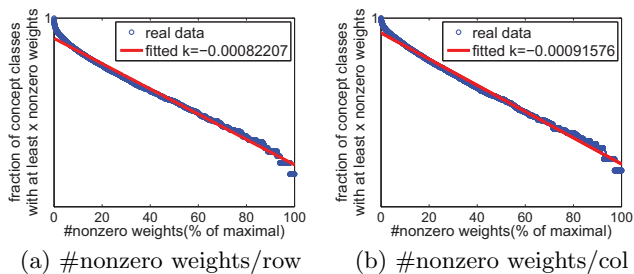 fraction of concept classes
with at least x nonzero weights
1
real data
fitted k=−0.00082207
0 20 40 60 80 100
#nonzero weights(% of maximal)
(a) #nonzero weights/row
fraction of concept classes
with at least x nonzero weights
1
real data
fitted k=−0.00091576
0 20 40 60 80 100
#nonzero weights(% of maximal)
(b) #nonzero weights/col